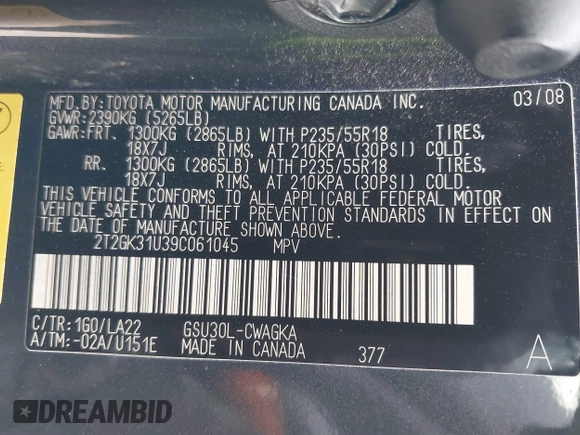 MFD.BY:TOYOTA MOTOR MANUFACTURING CANADA INC. 03/08
GVWR:2390KG (5265LB)
GAWR:FRT. 1300KG (2865LB) WITH P235/55R18 TIRES,
18X7J RIMS, AT 210KPA (30PSI) COLD.
RR. 1300KG (2865LB) WITH P235/55R18 TIRES,
18X7J RIMS, AT 210KPA (30PSI) COLD.
THIS VEHICLE CONFORMS TO ALL APPLICABLE FEDERAL MOTOR
VEHICLE SAFETY AND THEFT PREVENTION STANDARDS IN EFFECT ON
THE DATE OF MANUFACTURE SHOWN ABOVE.
2T2GK31U39C061045 MPV
C/TR:1G0/LA22 GSU30L-CWAGKA
A/TM:-02A/U151E MADE IN CANADA 377 A
DREAMBID